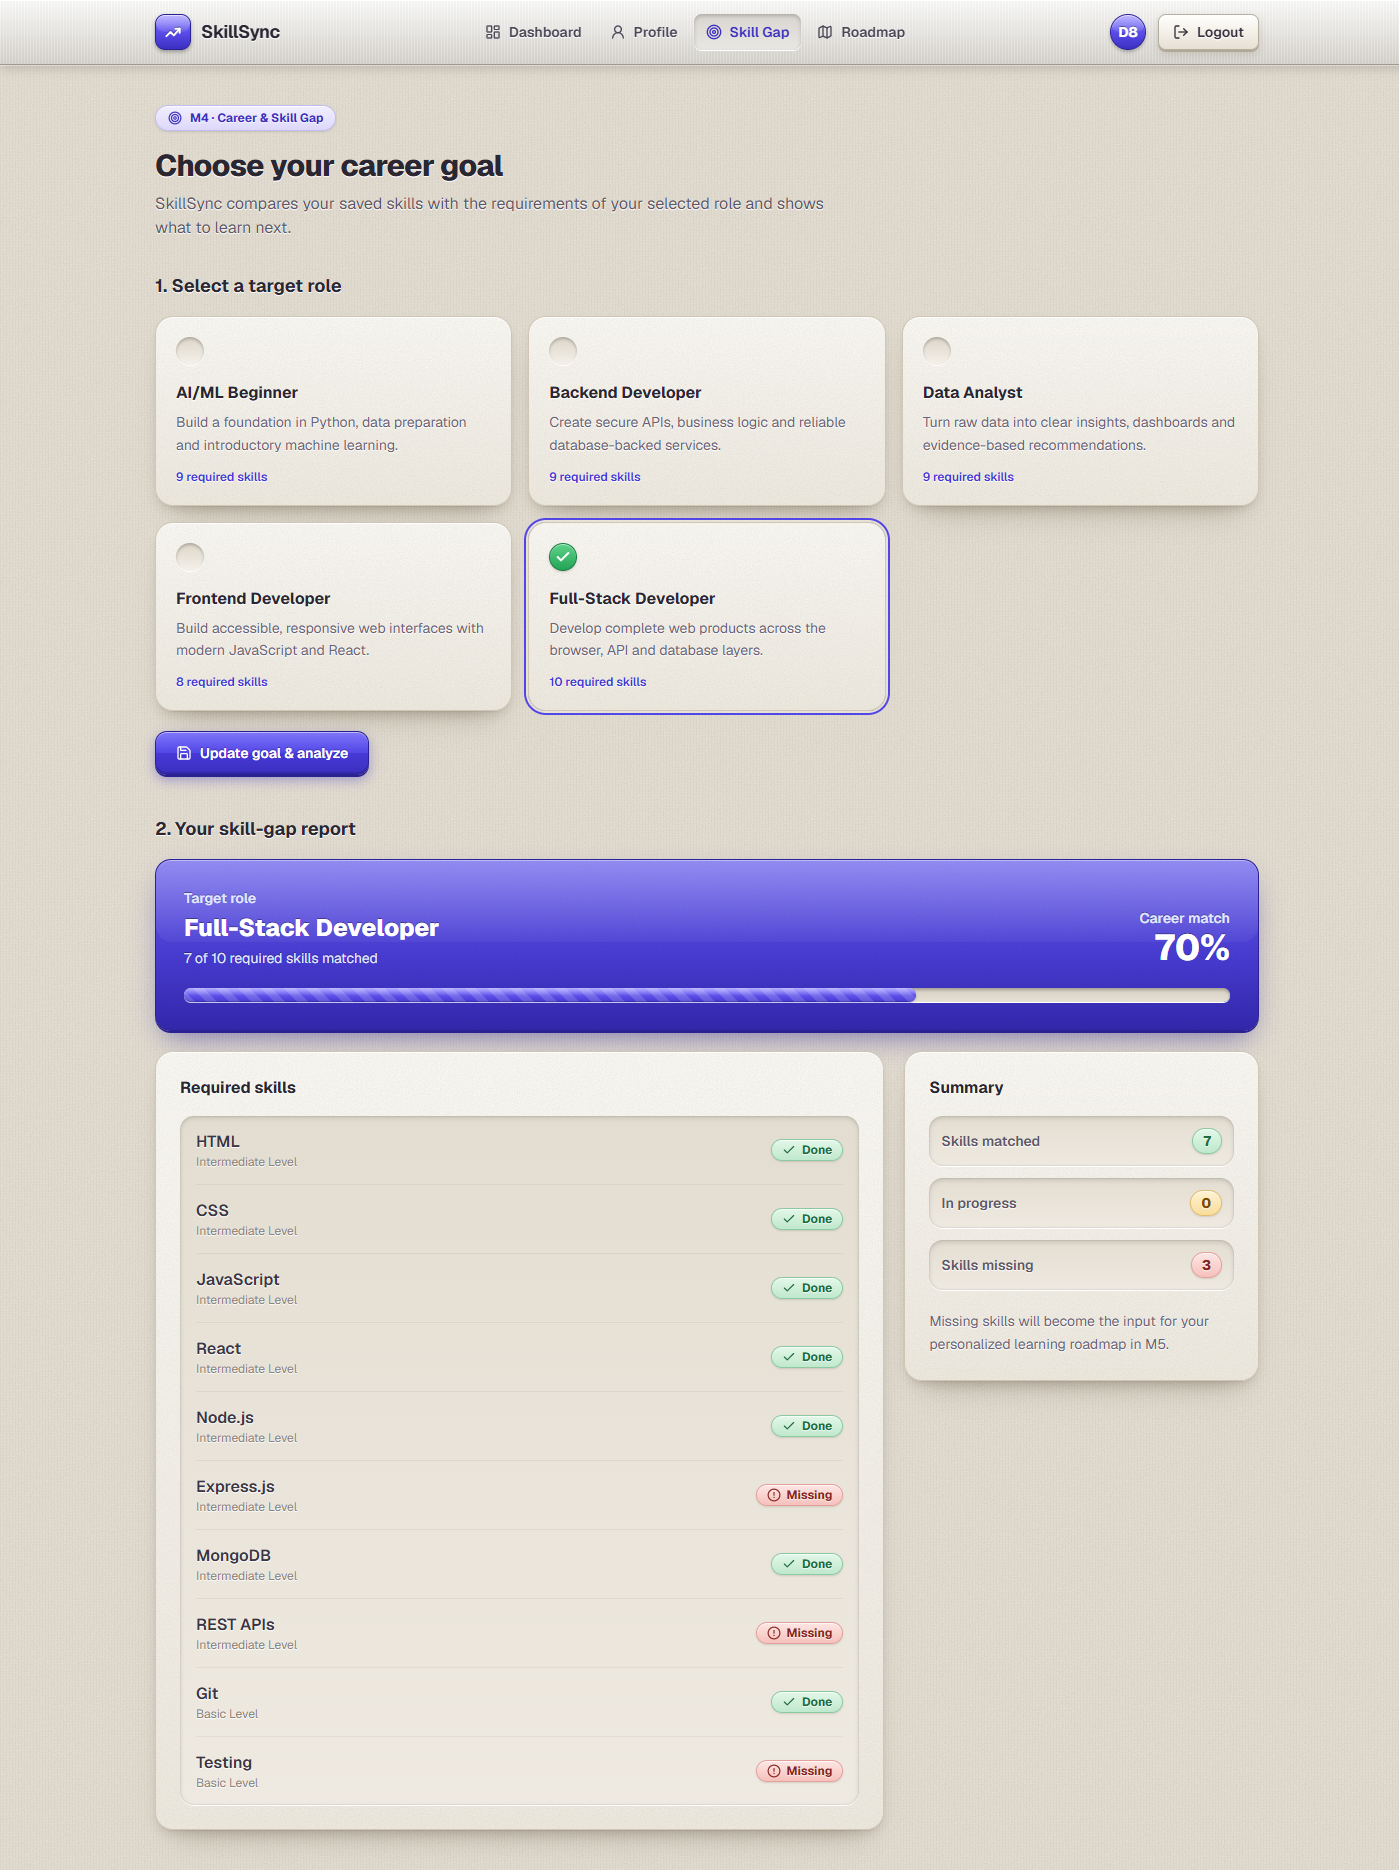 SkillSync
Dashboard
Profile
Skill Gap
Roadmap
D8
Logout
M4 · Career & Skill Gap
Choose your career goal
SkillSync compares your saved skills with the requirements of your selected role and shows
what to learn next.
1. Select a target role
AI/ML Beginner
Build a foundation in Python, data preparation
and introductory machine learning.
9 required skills
Backend Developer
Create secure APIs, business logic and reliable
database-backed services.
9 required skills
Data Analyst
Turn raw data into clear insights, dashboards and
evidence-based recommendations.
9 required skills
Frontend Developer
Build accessible, responsive web interfaces with
modern JavaScript and React.
8 required skills
Full-Stack Developer
Develop complete web products across the
browser, API and database layers.
10 required skills
Update goal & analyze
2. Your skill-gap report
Target role
Full-Stack Developer
7 of 10 required skills matched
Career match
70%
Required skills
HTML
Intermediate Level
Done
CSS
Intermediate Level
Done
JavaScript
Intermediate Level
Done
React
Intermediate Level
Done
Node.js
Intermediate Level
Done
Express.js
Intermediate Level
Missing
MongoDB
Intermediate Level
Done
REST APIs
Intermediate Level
Missing
Git
Basic Level
Done
Testing
Basic Level
Missing
Summary
Skills matched
7
In progress
0
Skills missing
3
Missing skills will become the input for your
personalized learning roadmap in M5.